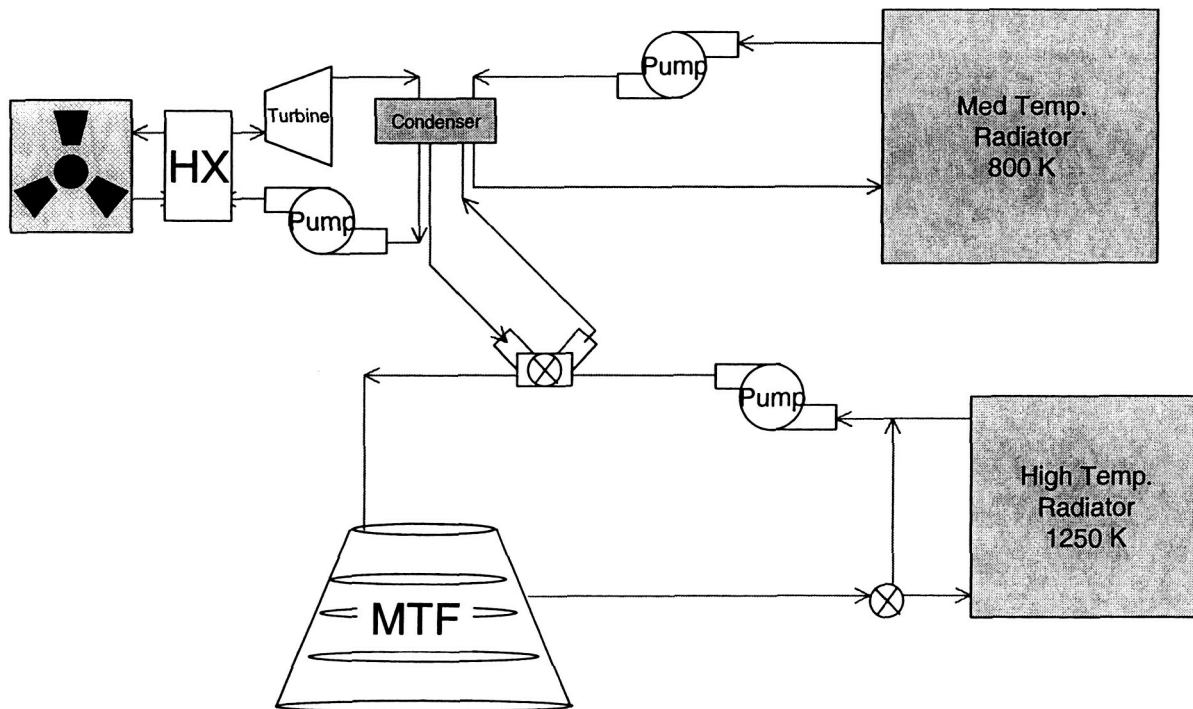 Pump
Med Temp.
Radiator
800 K
Turbine
Condenser
HX
Pump
Pump
High Temp.
Radiator
1250 K
MTF